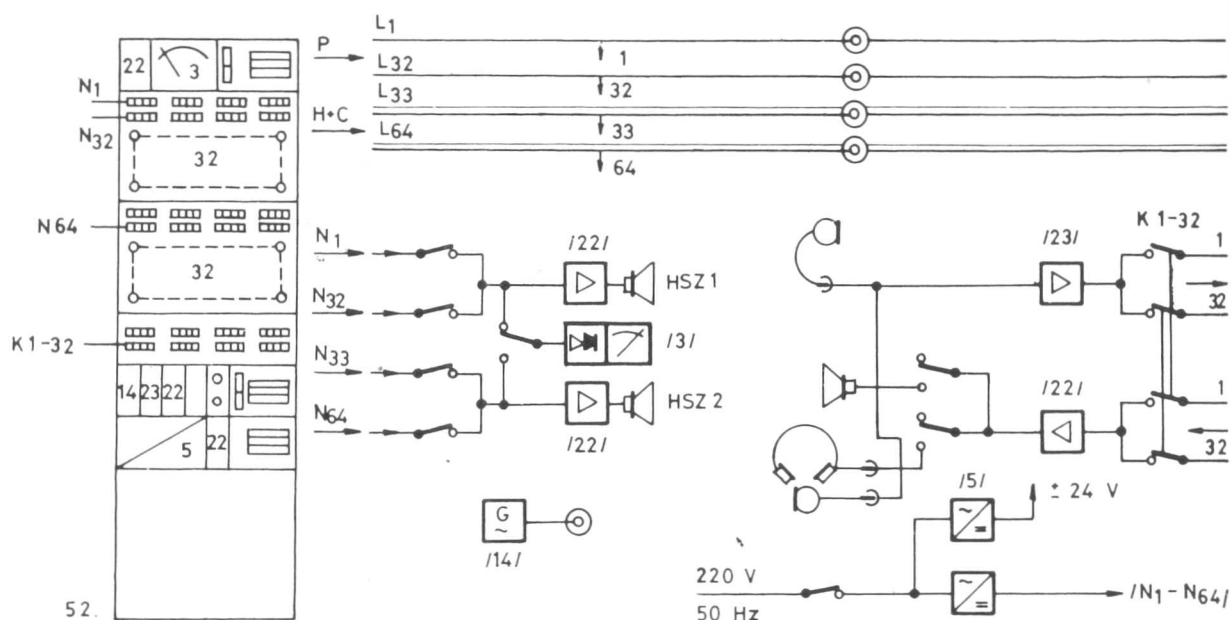 22 3
N1
N32
32
N64
32
K1-32
14 23 22
5 22
52.
P
H+C
L1
1
L32
32
L33
33
L64
64
N1
/22/
HSZ 1
N32
/3/
N33
HSZ 2
N64
/22/
G
~
/14/
/23/
K 1-32
1
32
/22/
1
32
/5/
± 24 V
~
=
220 V
50 Hz
~
=
/N1 - N64/